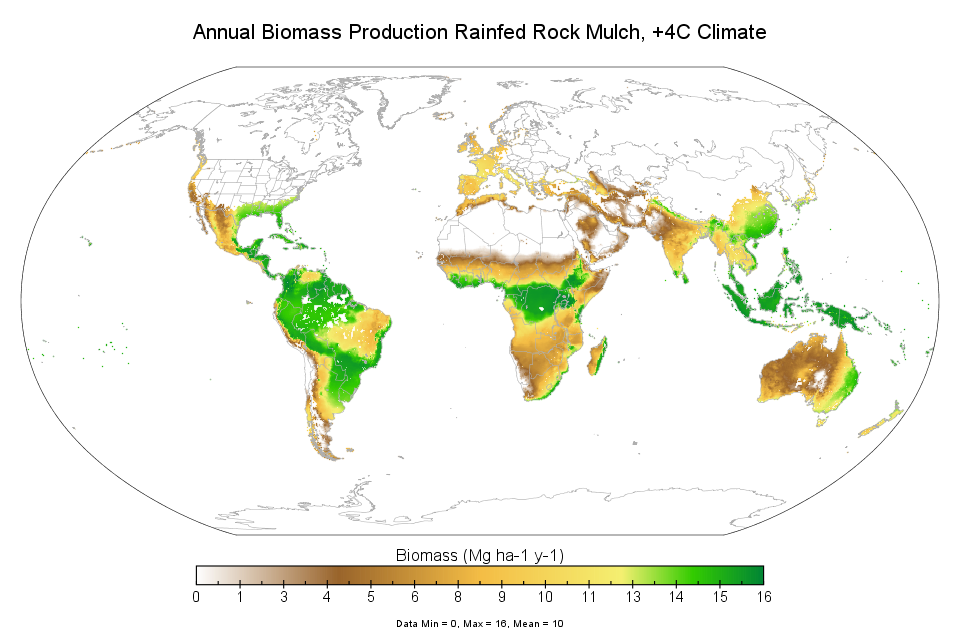 Annual Biomass Production Rainfed Rock Mulch, +4C Climate
Biomass (Mg ha-1 y-1)
0 1 3 4 5 6 8 9 10 11 13 14 15 16
Data Min = 0, Max = 16, Mean = 10